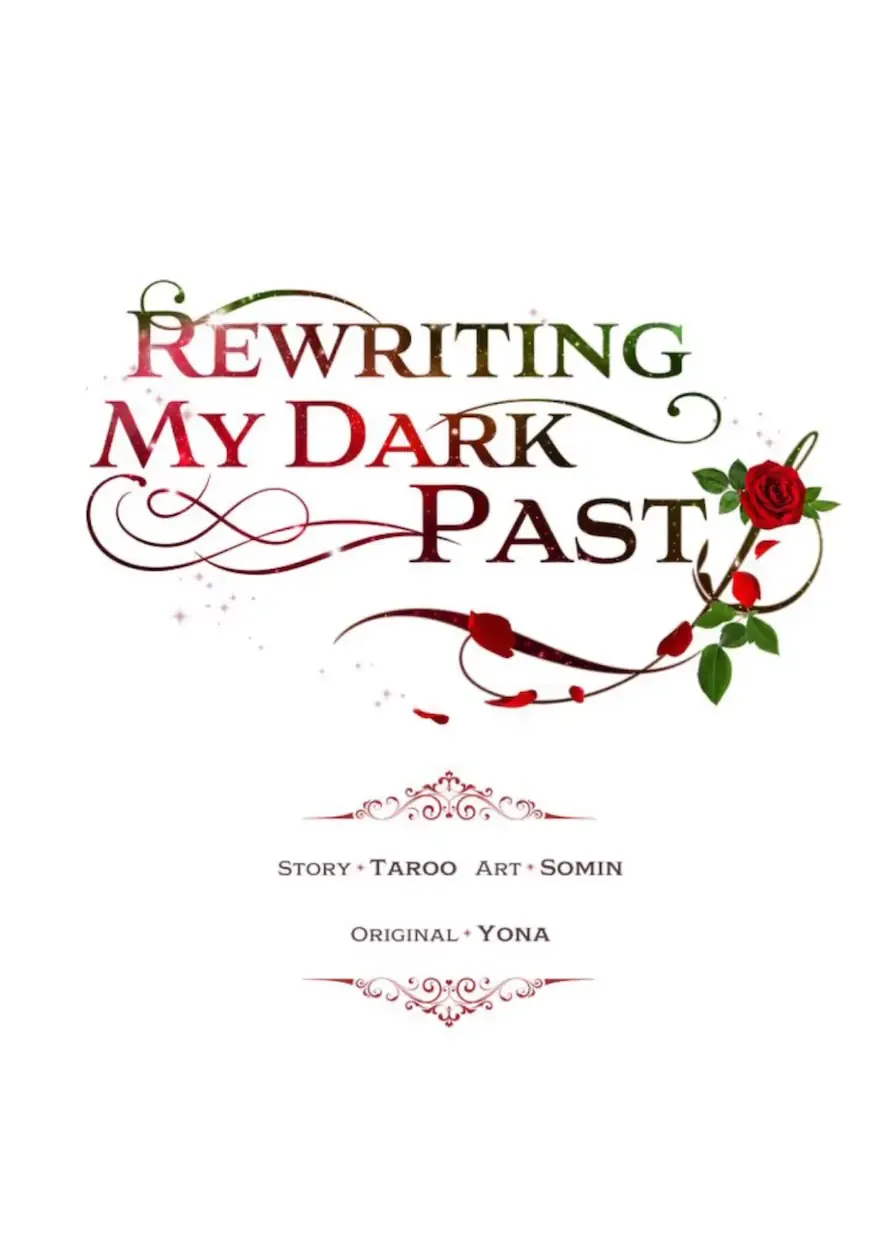 REWRITING
MY DARK
PAST
STORY • TAROO ART • SOMIN
ORIGINAL • YONA